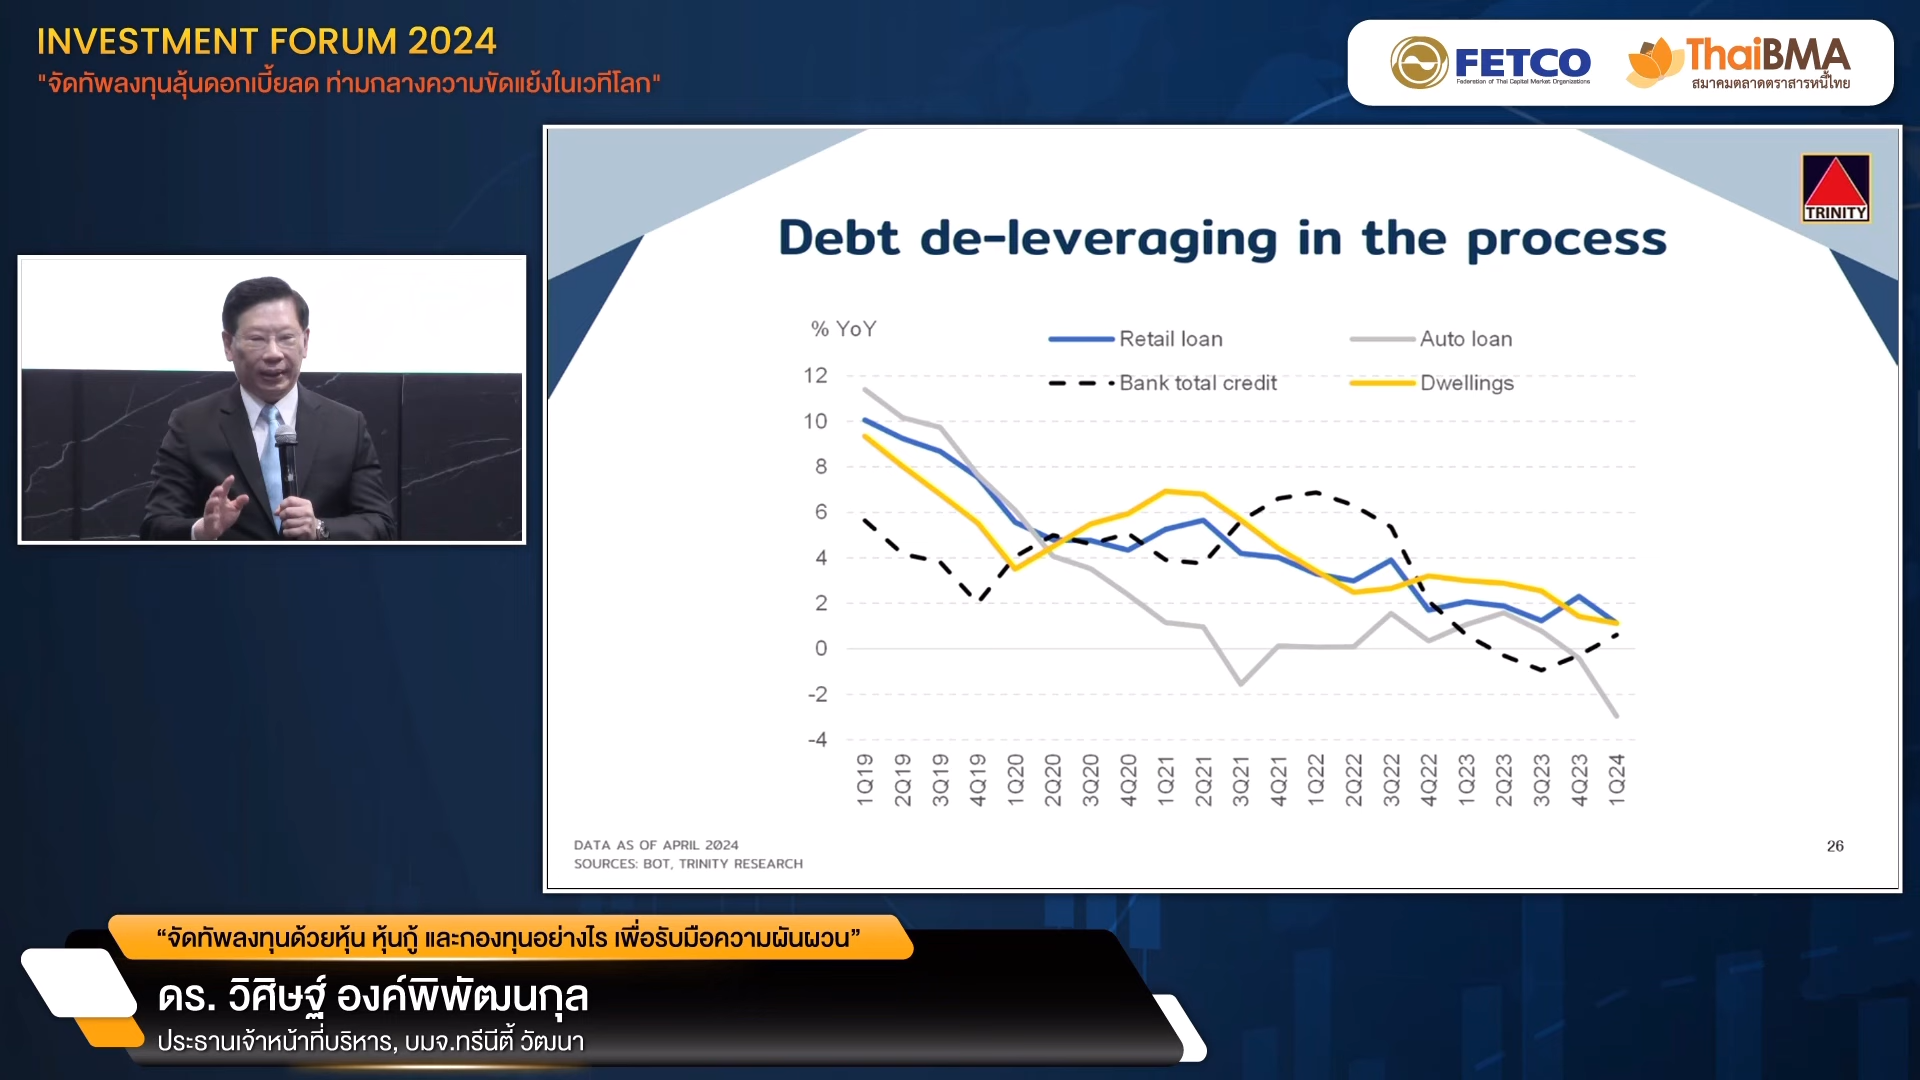 INVESTMENT FORUM 2024
"จัดทัพลงทุนลุ้นดอกเบี้ยลด ท่ามกลางความขัดแย้งในเวทีโลก"
FETCO
Federation of Thai Capital Market Organizations
ThaiBMA
สมาคมตลาดตราสารหนี้ไทย
TRINITY
Debt de-leveraging in the process
% YoY
Retail loan
Auto loan
Bank total credit
Dwellings
12
10
8
6
4
2
0
-2
-4
1Q19 2Q19 3Q19 4Q19 1Q20 2Q20 3Q20 4Q20 1Q21 2Q21 3Q21 4Q21 1Q22 2Q22 3Q22 4Q22 1Q23 2Q23 3Q23 4Q23 1Q24
DATA AS OF APRIL 2024
SOURCES: BOT, TRINITY RESEARCH
26
“จัดทัพลงทุนด้วยหุ้น หุ้นกู้ และกองทุนอย่างไร เพื่อรับมือความผันผวน”
ดร. วิศิษฐ์ องค์พิพัฒนกุล
ประธานเจ้าหน้าที่บริหาร, บมจ.ทรีนีตี้ วัฒนา